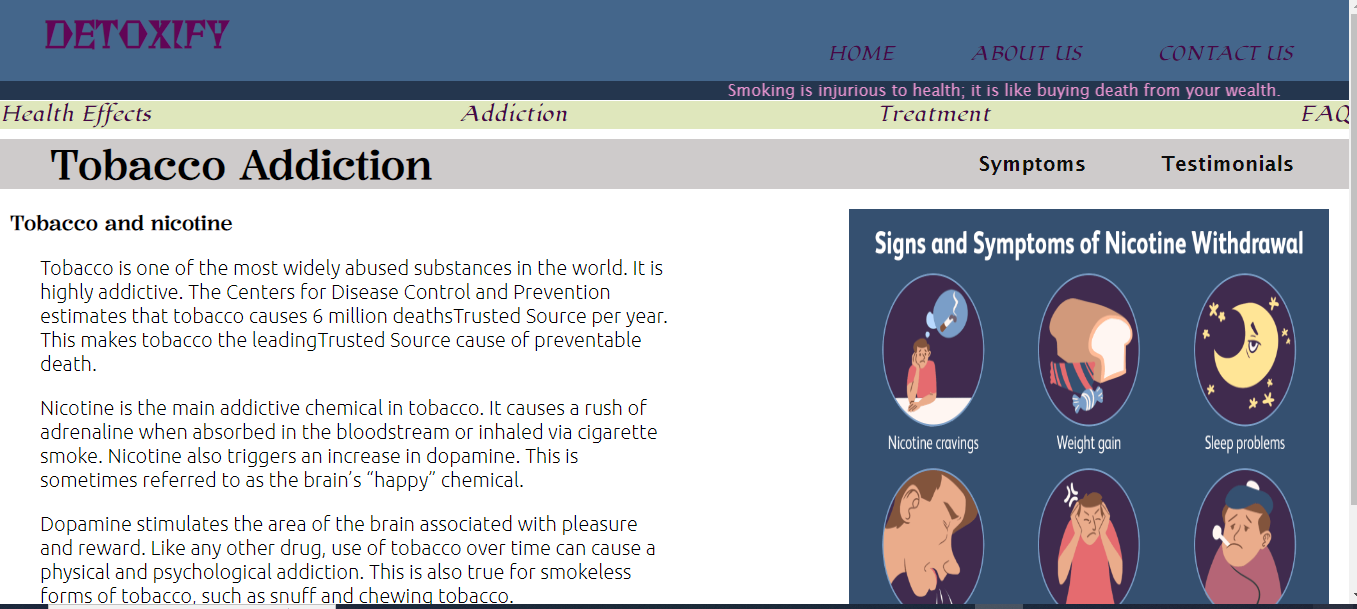 DETOXIFY
HOME ABOUT US CONTACT US
Smoking is injurious to health; it is like buying death from your wealth.
Health Effects Addiction Treatment FAQ
Tobacco Addiction Symptoms Testimonials
Tobacco and nicotine
Tobacco is one of the most widely abused substances in the world. It is
highly addictive. The Centers for Disease Control and Prevention
estimates that tobacco causes 6 million deathsTrusted Source per year.
This makes tobacco the leadingTrusted Source cause of preventable
death.
Nicotine is the main addictive chemical in tobacco. It causes a rush of
adrenaline when absorbed in the bloodstream or inhaled via cigarette
smoke. Nicotine also triggers an increase in dopamine. This is
sometimes referred to as the brain’s “happy” chemical.
Dopamine stimulates the area of the brain associated with pleasure
and reward. Like any other drug, use of tobacco over time can cause a
physical and psychological addiction. This is also true for smokeless
forms of tobacco, such as snuff and chewing tobacco.
Signs and Symptoms of Nicotine Withdrawal
Nicotine cravings Weight gain Sleep problems